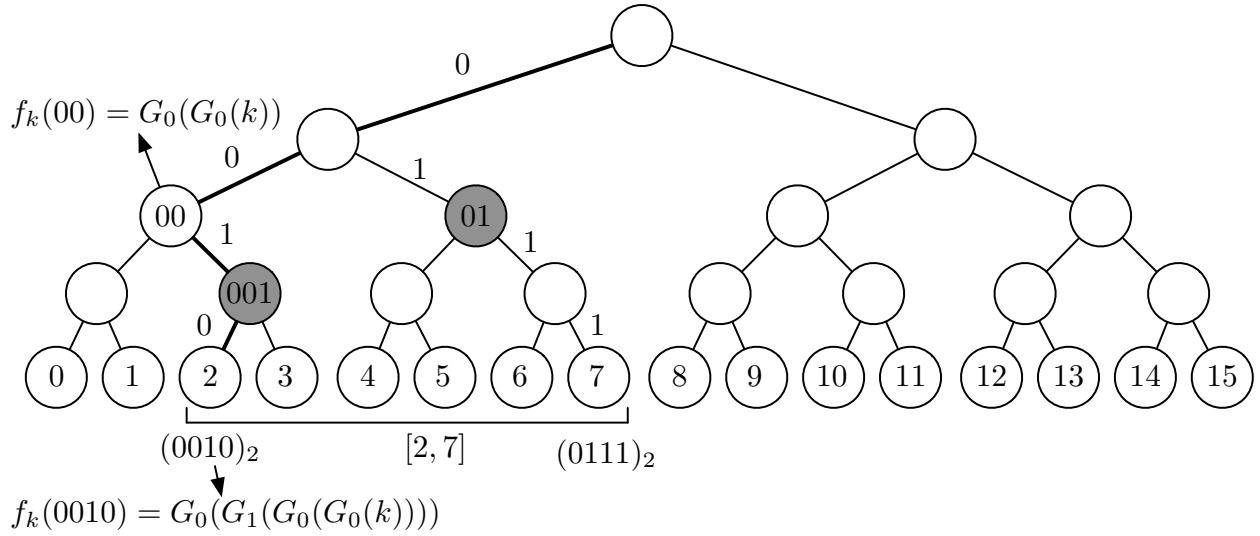 0
f_k(00) = G_0(G_0(k))
0
1
00
01
1
1
001
0
1
0 1 2 3 4 5 6 7 8 9 10 11 12 13 14 15
(0010)_2 [2, 7] (0111)_2
f_k(0010) = G_0(G_1(G_0(G_0(k))))